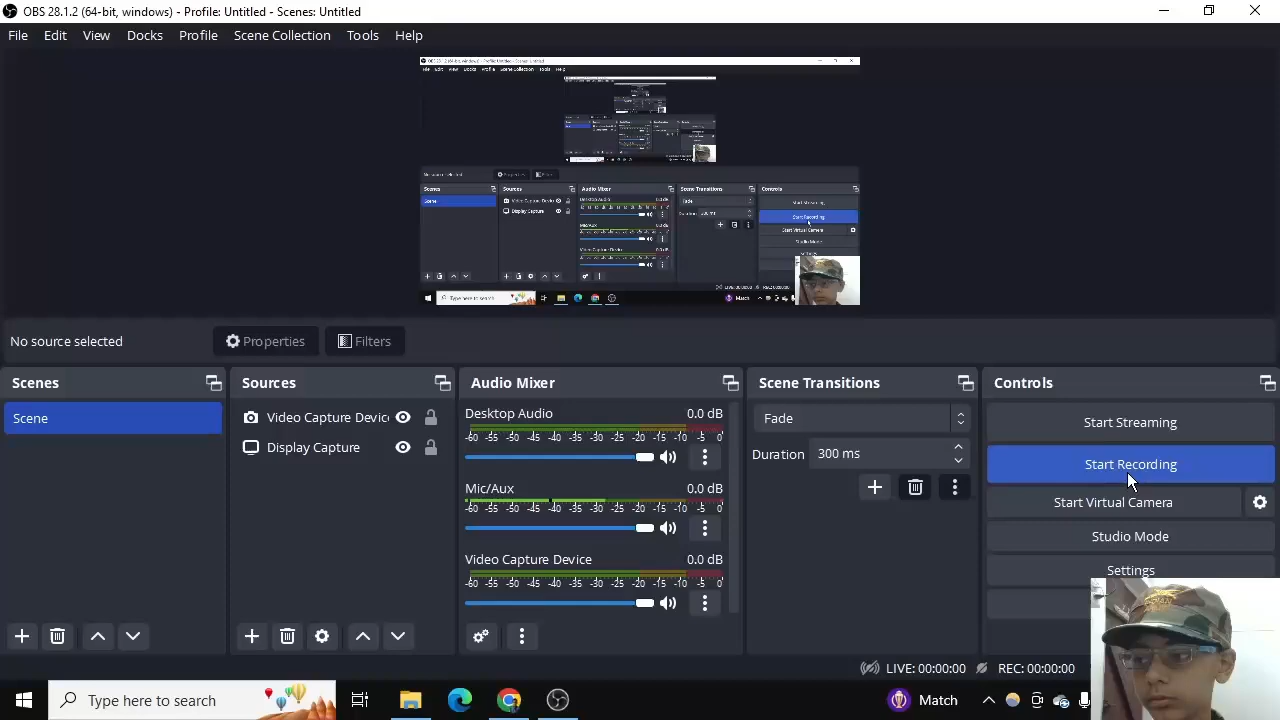 OBS 28.1.2 (64-bit, windows) - Profile: Untitled - Scenes: Untitled
File Edit View Docks Profile Scene Collection Tools Help
No source selected Properties Filters
Scenes
Scene
Sources
Video Capture Devic
Display Capture
Audio Mixer
Desktop Audio 0.0 dB
-60 -55 -50 -45 -40 -35 -30 -25 -20 -15 -10 -5 0
Mic/Aux 0.0 dB
-60 -55 -50 -45 -40 -35 -30 -25 -20 -15 -10 -5 0
Video Capture Device 0.0 dB
-60 -55 -50 -45 -40 -35 -30 -25 -20 -15 -10 -5 0
Scene Transitions
Fade
Duration 300 ms
Controls
Start Streaming
Start Recording
Start Virtual Camera
Studio Mode
Settings
LIVE: 00:00:00 REC: 00:00:00
Type here to search
Match